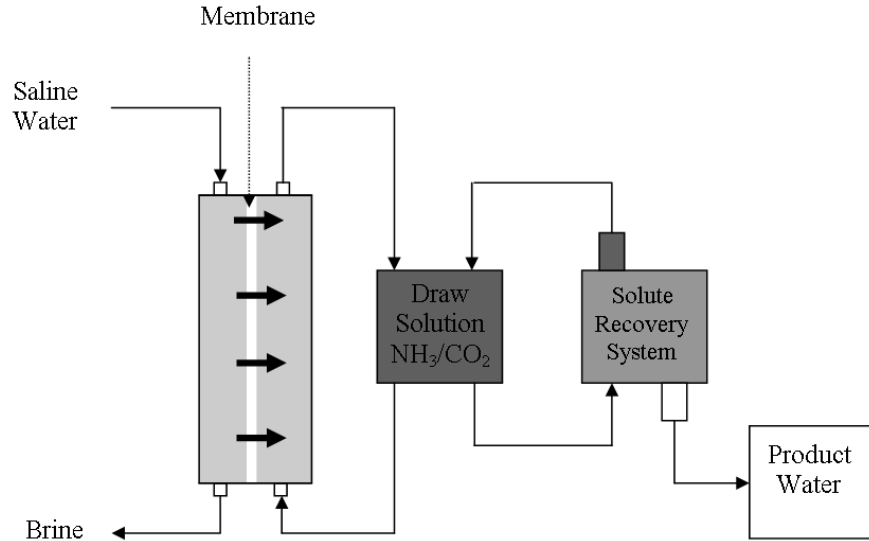 Membrane
Saline
Water
Draw
Solution
NH₃/CO₂
Solute
Recovery
System
Product
Water
Brine